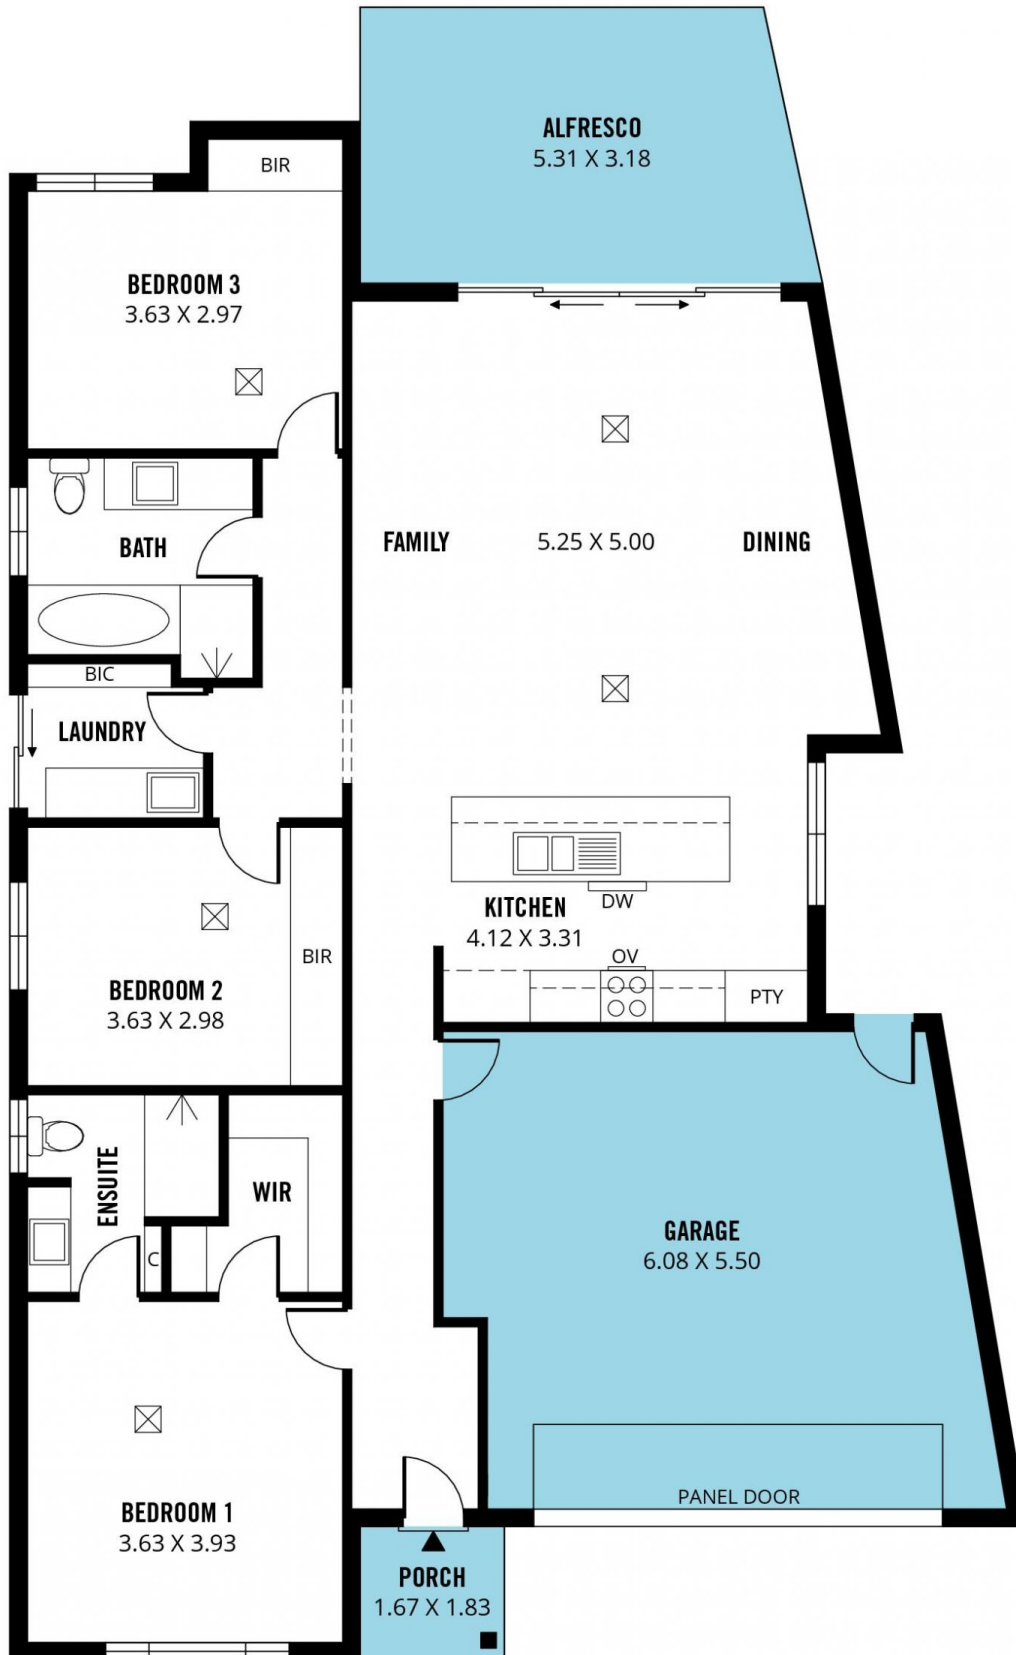 ALFRESCO
5.31 X 3.18
BIR
BEDROOM 3
3.63 X 2.97
BATH
FAMILY
5.25 X 5.00
DINING
BIC
LAUNDRY
KITCHEN
4.12 X 3.31
DW
OV
PTY
BEDROOM 2
3.63 X 2.98
BIR
ENSUITE
WIR
C
GARAGE
6.08 X 5.50
PANEL DOOR
BEDROOM 1
3.63 X 3.93
PORCH
1.67 X 1.83